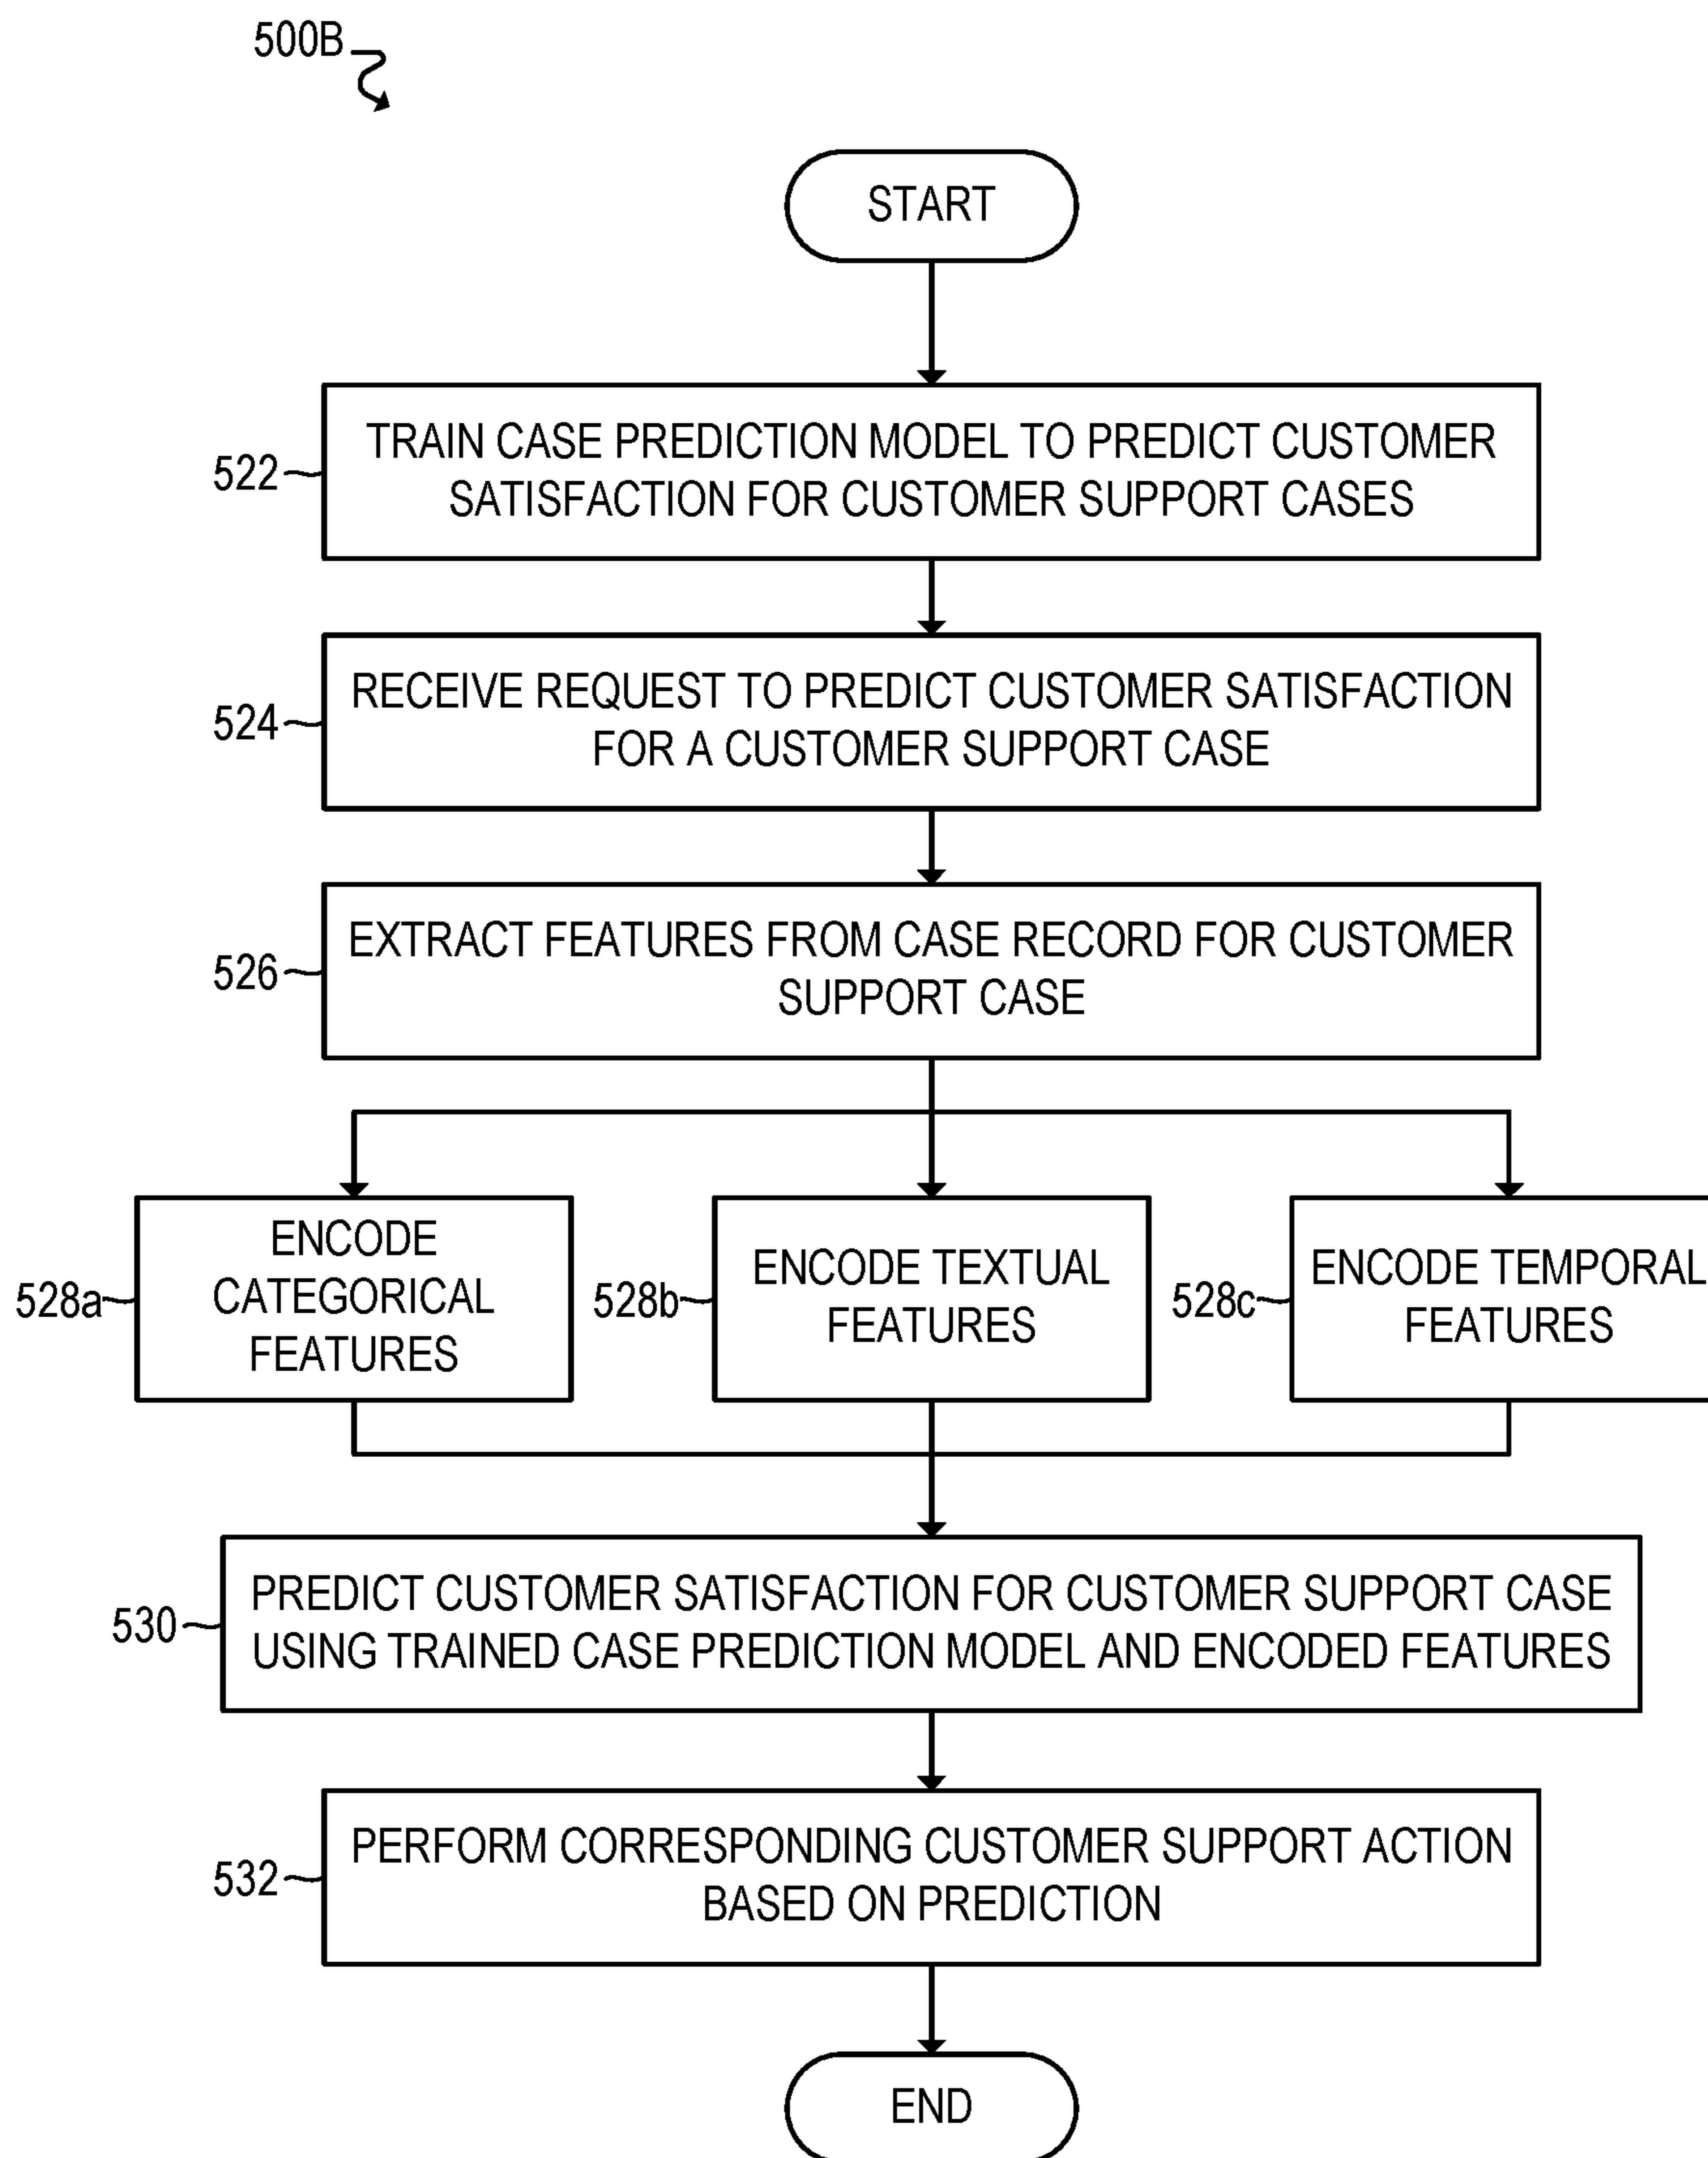 500B
START
522
TRAIN CASE PREDICTION MODEL TO PREDICT CUSTOMER
SATISFACTION FOR CUSTOMER SUPPORT CASES
524
RECEIVE REQUEST TO PREDICT CUSTOMER SATISFACTION
FOR A CUSTOMER SUPPORT CASE
526
EXTRACT FEATURES FROM CASE RECORD FOR CUSTOMER
SUPPORT CASE
528a
ENCODE
CATEGORICAL
FEATURES
528b
ENCODE TEXTUAL
FEATURES
528c
ENCODE TEMPORAL
FEATURES
530
PREDICT CUSTOMER SATISFACTION FOR CUSTOMER SUPPORT CASE
USING TRAINED CASE PREDICTION MODEL AND ENCODED FEATURES
532
PERFORM CORRESPONDING CUSTOMER SUPPORT ACTION
BASED ON PREDICTION
END